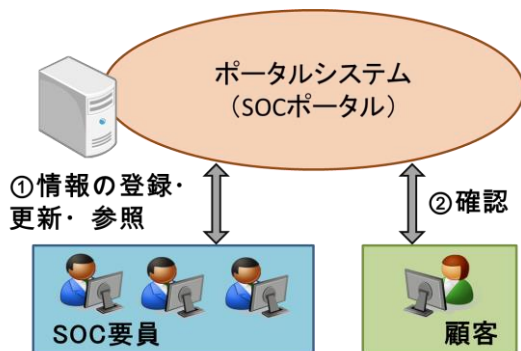 ポータルシステム
（SOCポータル）
①情報の登録・
更新・ 参照
②確認
SOC要員
顧客